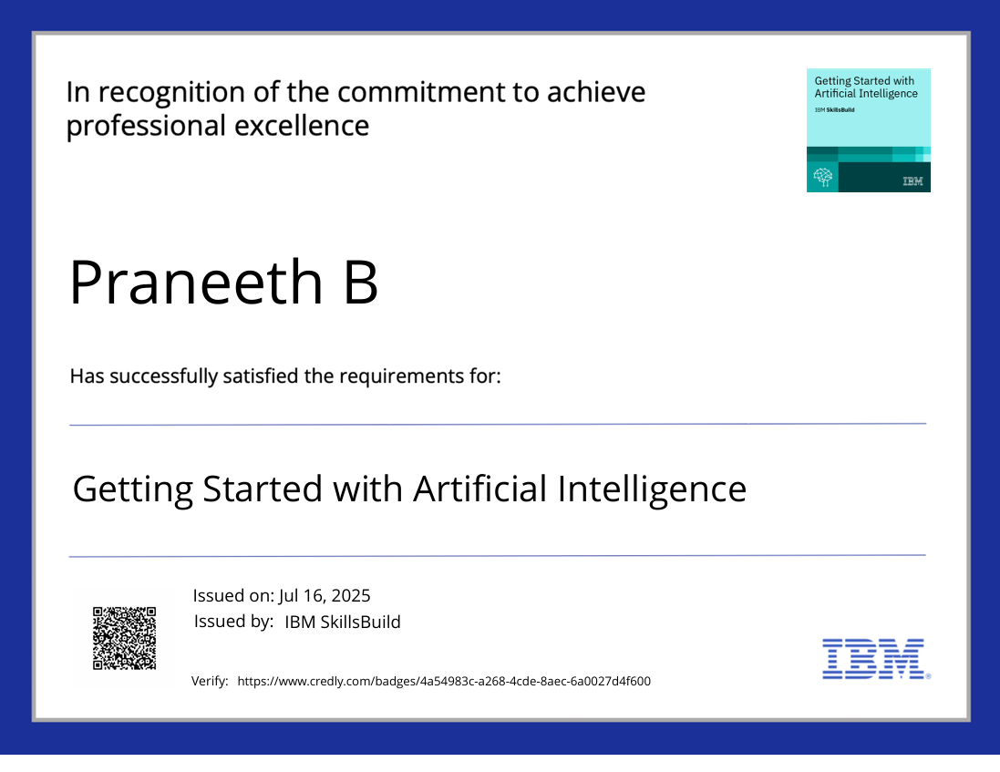 In recognition of the commitment to achieve
professional excellence
Getting Started with
Artificial Intelligence
IBM SkillsBuild
IBM
Praneeth B
Has successfully satisfied the requirements for:
Getting Started with Artificial Intelligence
Issued on: Jul 16, 2025
Issued by: IBM SkillsBuild
Verify: https://www.credly.com/badges/4a54983c-a268-4cde-8aec-6a0027d4f600
IBM®